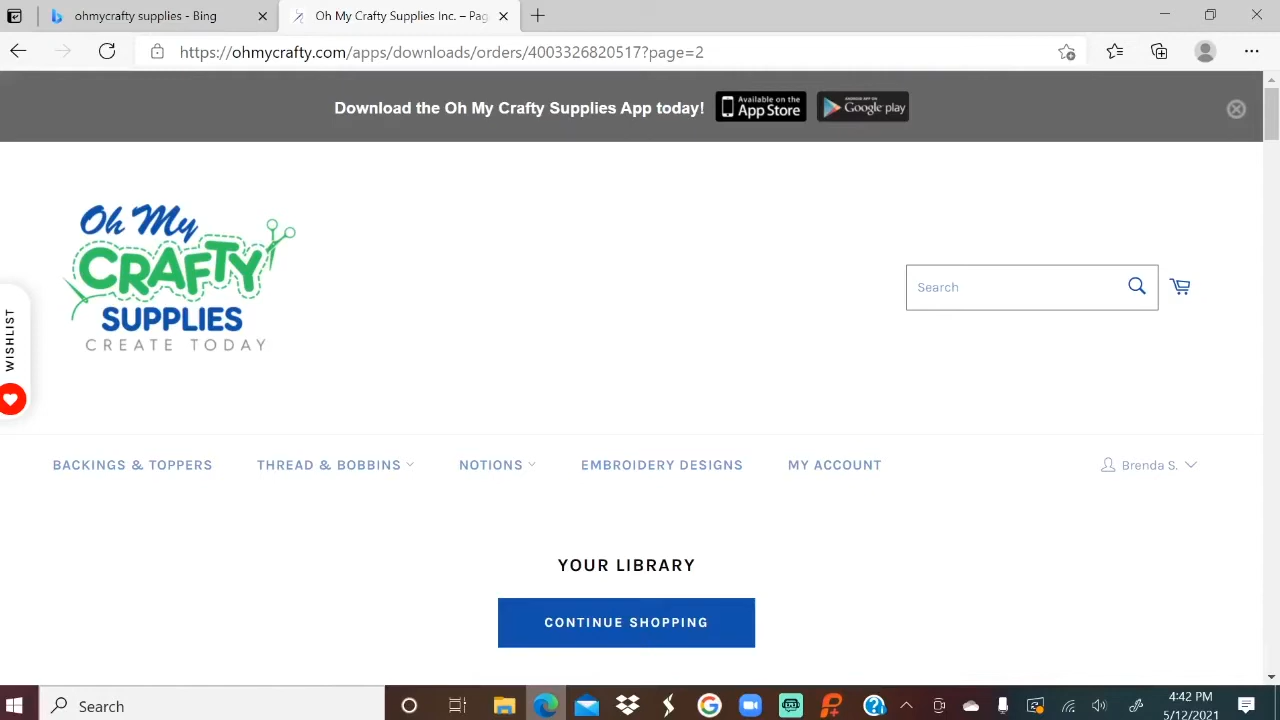 ohmycrafty - Bing
Oh My Crafty Supplies Inc. – Pag
https://ohmycrafty.com/apps/downloads/orders/4003326820517?page=2
Download the Oh My Crafty Supplies App today!
Available on the
App Store
ANDROID APP ON
Google play
Oh My
CRAFTY
SUPPLIES
CREATE TODAY
Search
WISHLIST
BACKINGS & TOPPERS THREAD & BOBBINS NOTIONS EMBROIDERY DESIGNS MY ACCOUNT Brenda S.
YOUR LIBRARY
CONTINUE SHOPPING
Search
4:42 PM
5/12/2021